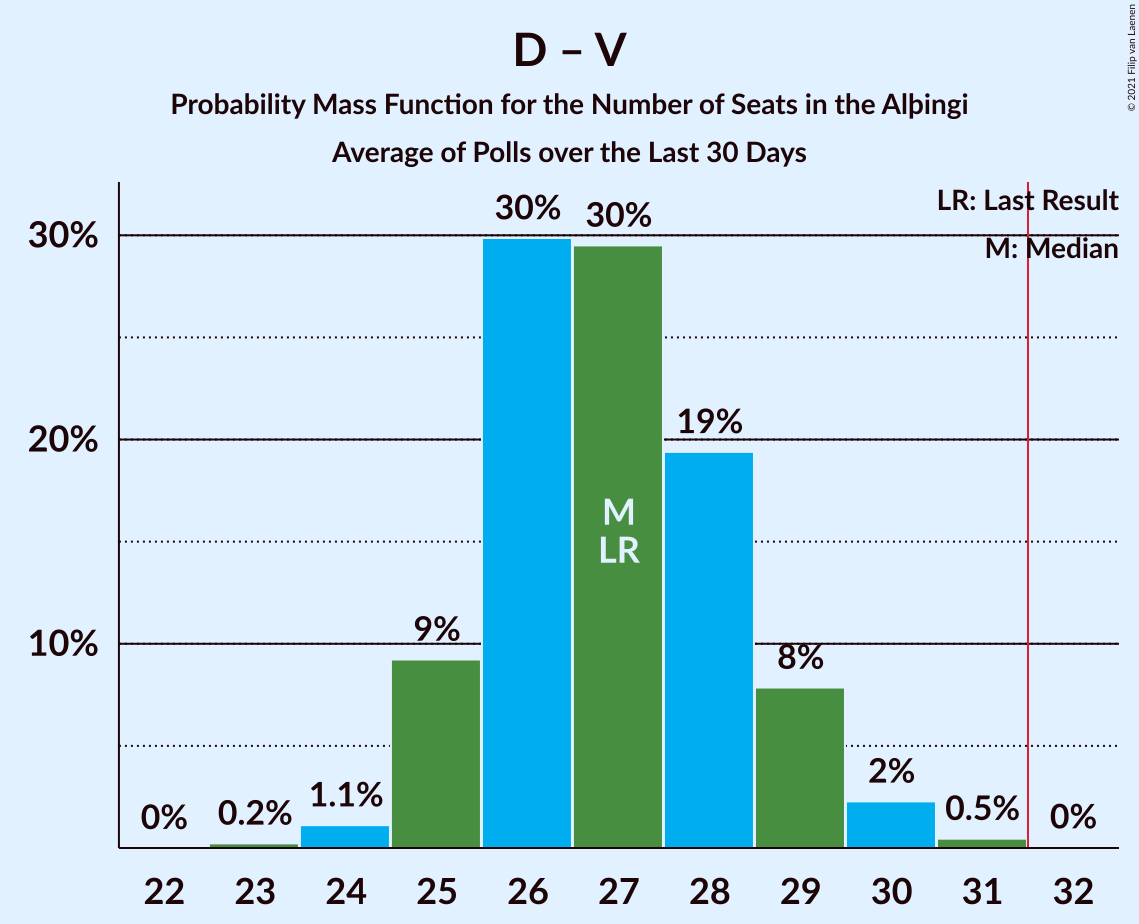 D – V
Probability Mass Function for the Number of Seats in the Alþingi
Average of Polls over the Last 30 Days
© 2021 Filip van Laenen
LR: Last Result
M: Median
30%
20%
10%
0%
0.2%
1.1%
9%
30%
30%
19%
8%
2%
0.5%
0%
M
LR
22 23 24 25 26 27 28 29 30 31 32